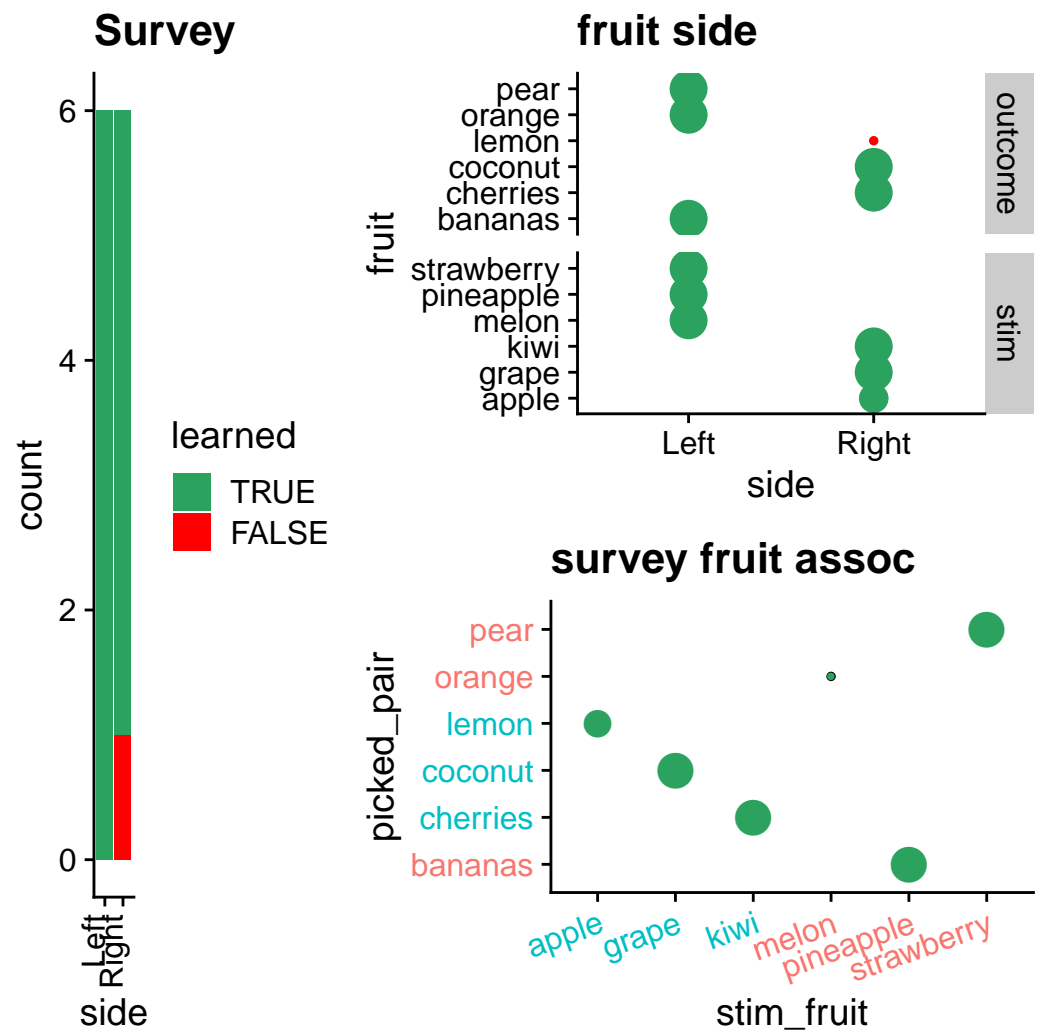 Survey
count
6
4
2
0
Left
Right
side
learned
TRUE
FALSE
fruit side
fruit
pear
orange
lemon
coconut
cherries
bananas
outcome
strawberry
pineapple
melon
kiwi
grape
apple
stim
Left Right
side
survey fruit assoc
picked_pair
pear
orange
lemon
coconut
cherries
bananas
apple grape kiwi melon pineapple strawberry
stim_fruit